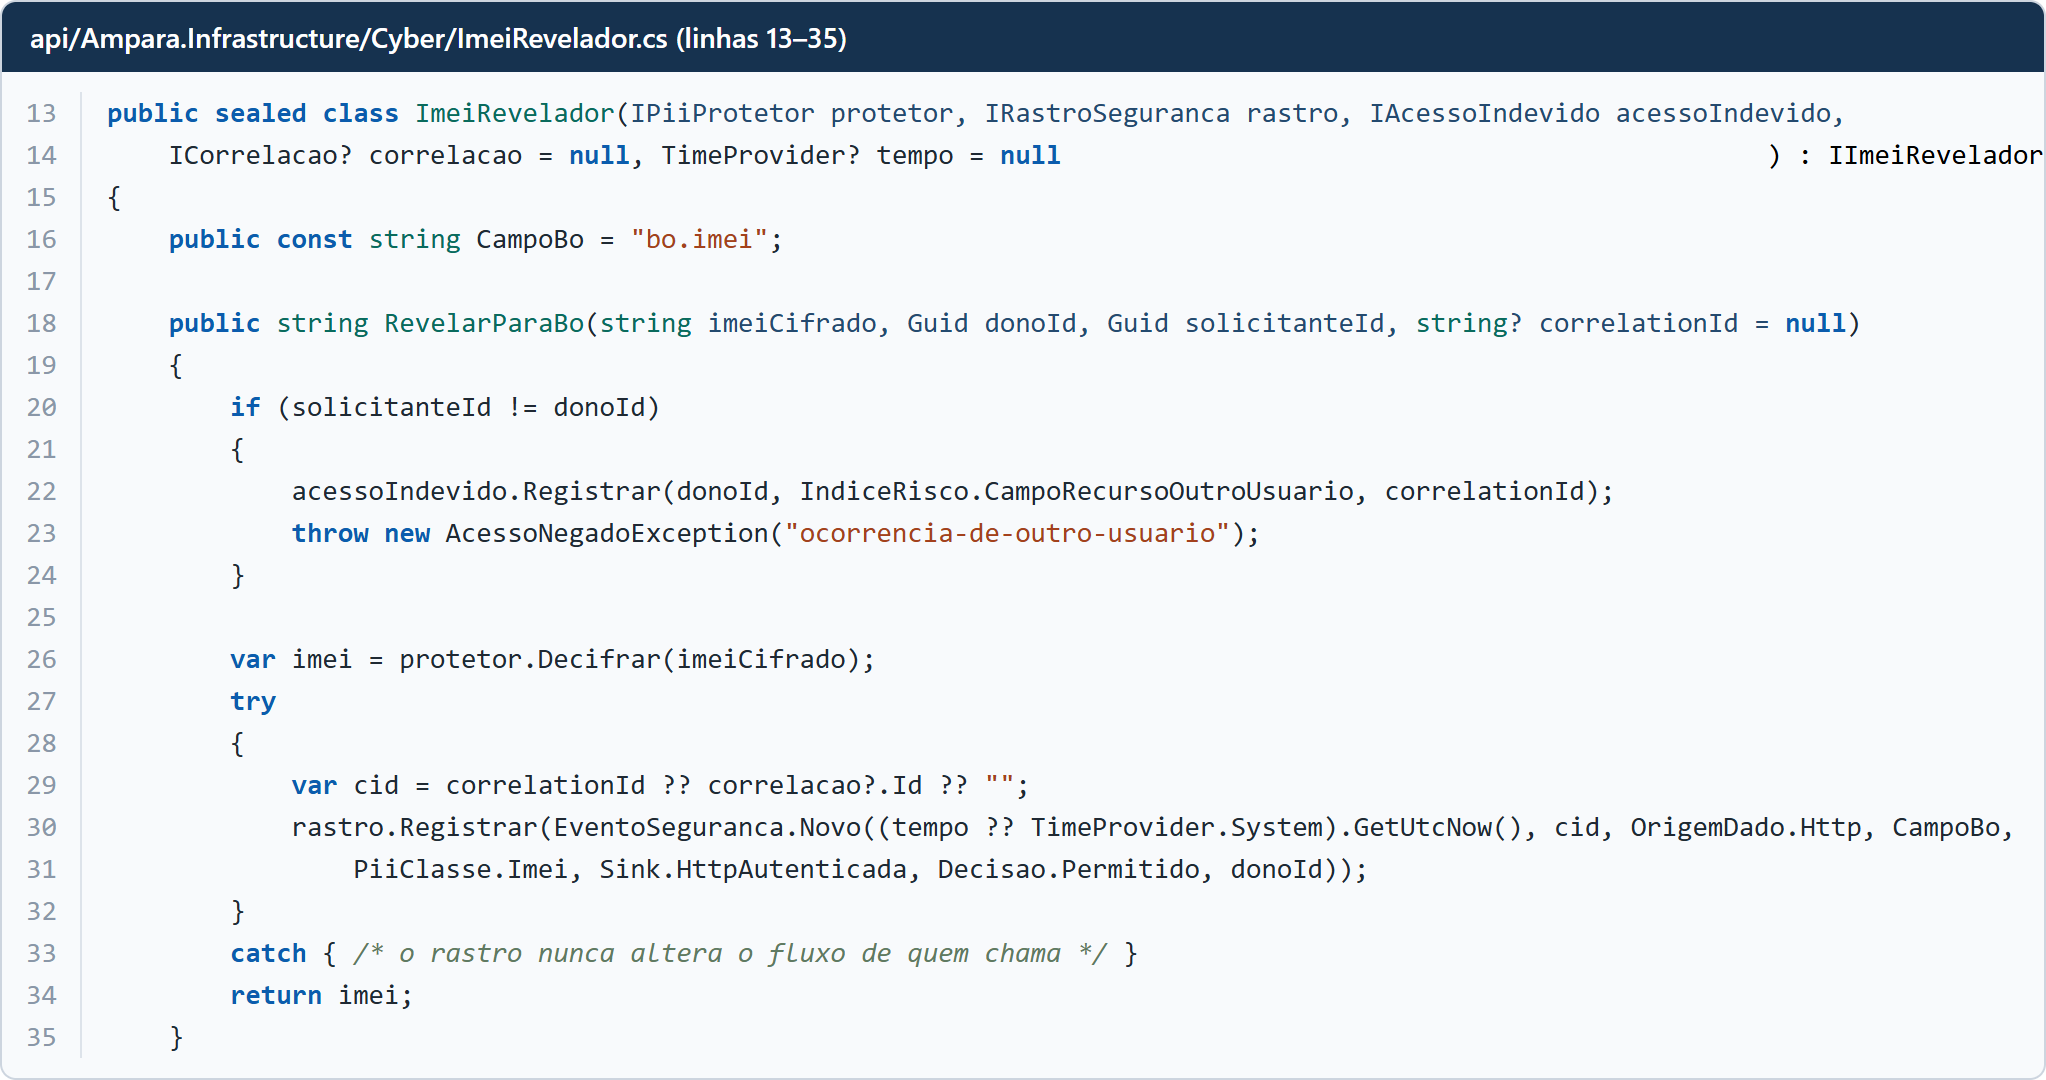 api/Ampara.Infrastructure/Cyber/ImeiRevelador.cs (linhas 13–35)
13 public sealed class ImeiRevelador(IPiiProtetor protetor, IRastroSeguranca rastro, IAcessoIndevido acessoIndevido,
14     ICorrelacao? correlacao = null, TimeProvider? tempo = null ) : IImeiRevelador
15 {
16     public const string CampoBo = "bo.imei";
17
18     public string RevelarParaBo(string imeiCifrado, Guid donoId, Guid solicitanteId, string? correlationId = null)
19     {
20         if (solicitanteId != donoId)
21         {
22             acessoIndevido.Registrar(donoId, IndiceRisco.CampoRecursoOutroUsuario, correlationId);
23             throw new AcessoNegadoException("ocorrencia-de-outro-usuario");
24         }
25
26         var imei = protetor.Decifrar(imeiCifrado);
27         try
28         {
29             var cid = correlationId ?? correlacao?.Id ?? "";
30             rastro.Registrar(EventoSeguranca.Novo((tempo ?? TimeProvider.System).GetUtcNow(), cid, OrigemDado.Http, CampoBo,
31                 PiiClasse.Imei, Sink.HttpAutenticada, Decisao.Permitido, donoId));
32         }
33         catch { /* o rastro nunca altera o fluxo de quem chama */ }
34         return imei;
35     }